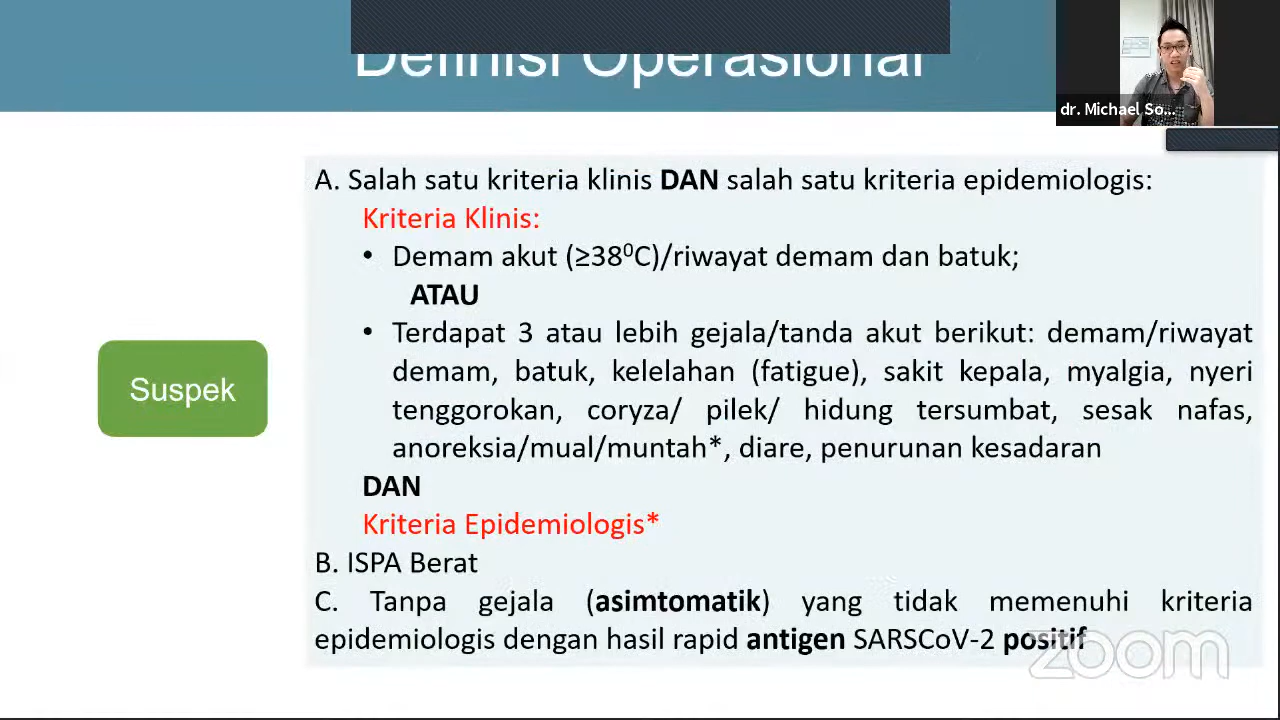 Definisi Operasional
dr. Michael So...
A. Salah satu kriteria klinis DAN salah satu kriteria epidemiologis:
Kriteria Klinis:
• Demam akut (≥38⁰C)/riwayat demam dan batuk;
ATAU
• Terdapat 3 atau lebih gejala/tanda akut berikut: demam/riwayat
demam, batuk, kelelahan (fatigue), sakit kepala, myalgia, nyeri
tenggorokan, coryza/ pilek/ hidung tersumbat, sesak nafas,
anoreksia/mual/muntah*, diare, penurunan kesadaran
DAN
Kriteria Epidemiologis*
B. ISPA Berat
C. Tanpa gejala (asimtomatik) yang tidak memenuhi kriteria
epidemiologis dengan hasil rapid antigen SARSCoV-2 positif
Suspek
zoom